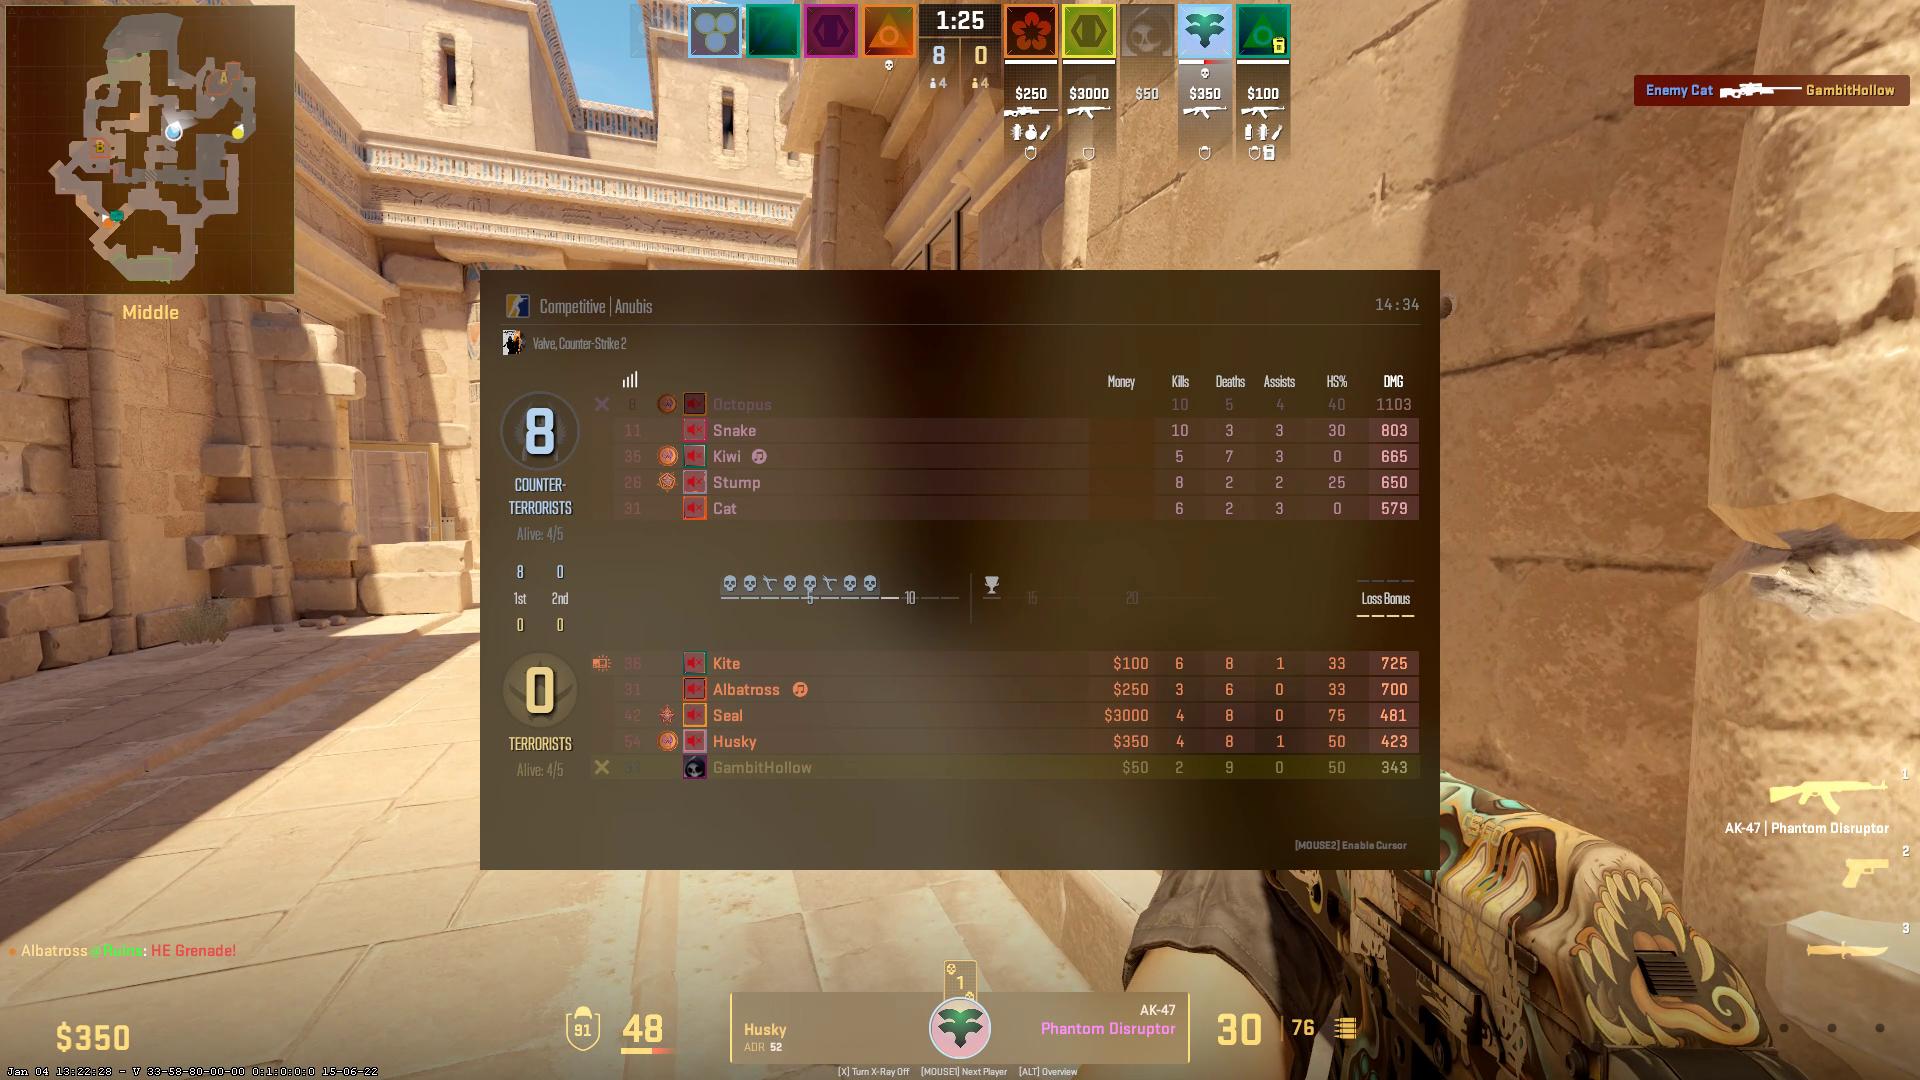 1:25
8 0
4 4
$250 $3000 $50 $350 $100
A
B
Middle
Enemy Cat GambitHollow
Competitive | Anubis 14:34
Valve, Counter-Strike 2
Money Kills Deaths Assists HS% DMG
8
COUNTER-
TERRORISTS
Alive: 4/5
Octopus 10 5 4 40 1103
11 Snake 10 3 3 30 803
35 Kiwi 5 7 3 0 665
26 Stump 8 2 2 25 650
31 Cat 6 2 3 0 579
8 0
1st 2nd
0 0
5 10 15 20
Loss Bonus
0
TERRORISTS
Alive: 4/5
36 Kite $100 6 8 1 33 725
31 Albatross $250 3 6 0 33 700
42 Seal $3000 4 8 0 75 481
54 Husky $350 4 8 1 50 423
GambitHollow $50 2 9 0 50 343
[MOUSE2] Enable Cursor
1
AK-47 | Phantom Disruptor
2
3
Albatross @ Ruins: HE Grenade!
$350
91 48
1
Husky
ADR 52
AK-47
Phantom Disruptor
30 | 76
[X] Turn X-Ray Off [MOUSE1] Next Player [ALT] Overview
Jan 04 13:22:28 - V 33-58-80-00-00 0:1:0:0:0 15-06-22